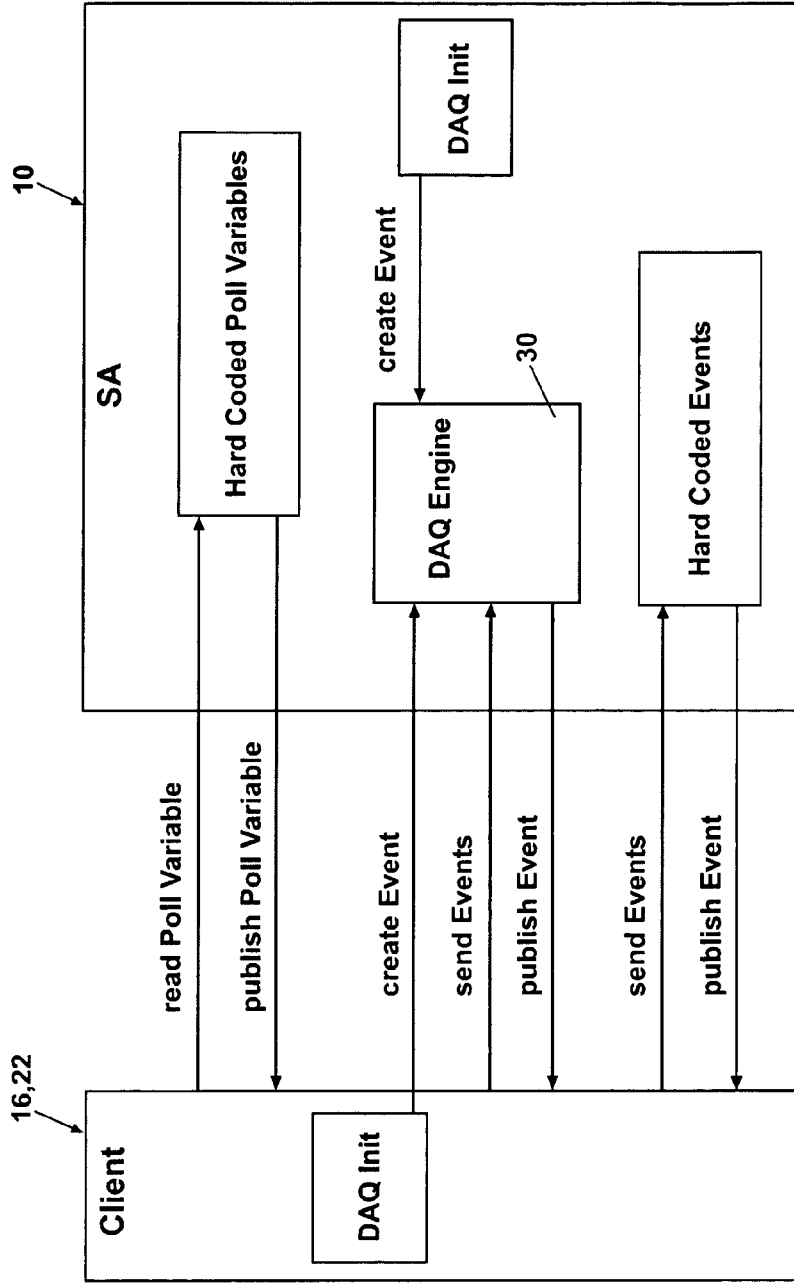 16,22
10
Client
SA
read Poll Variable
Hard Coded Poll Variables
publish Poll Variable
DAQ Init
create Event
DAQ Engine
create Event
DAQ Init
send Events
30
publish Event
send Events
Hard Coded Events
publish Event